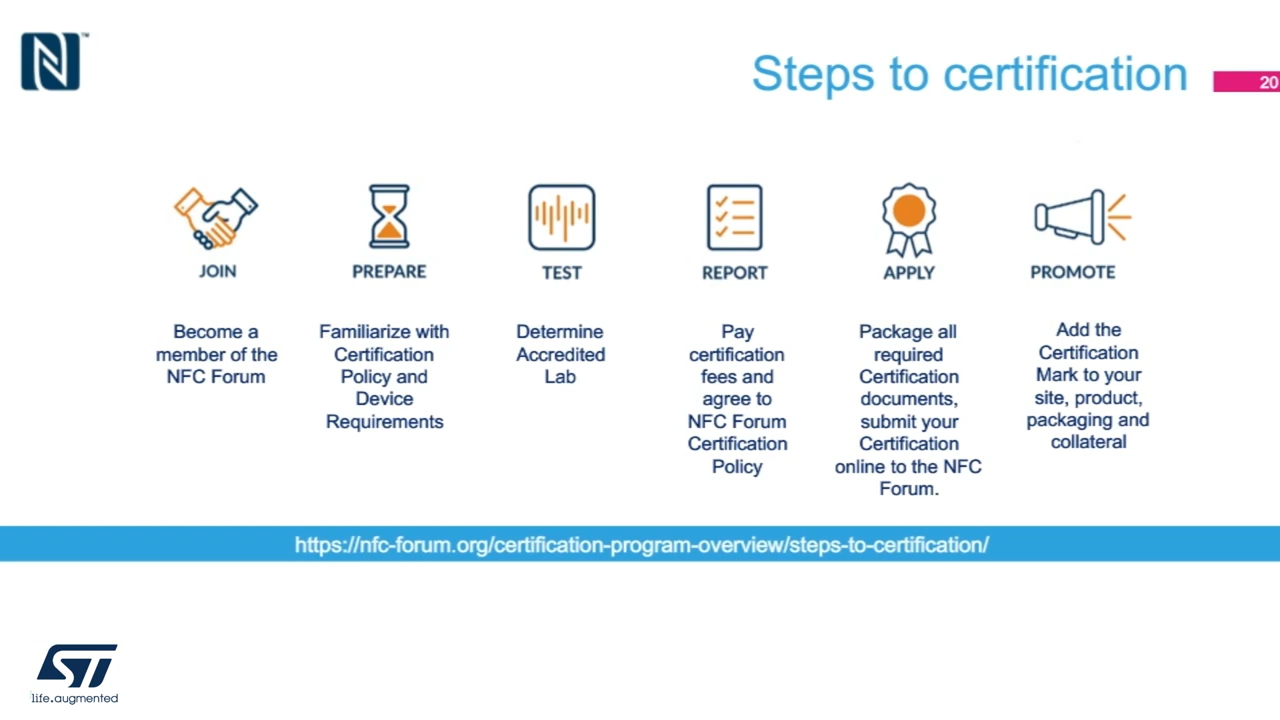 Steps to certification
20
JOIN
Become a
member of the
NFC Forum
PREPARE
Familiarize with
Certification
Policy and
Device
Requirements
TEST
Determine
Accredited
Lab
REPORT
Pay
certification
fees and
agree to
NFC Forum
Certification
Policy
APPLY
Package all
required
Certification
documents,
submit your
Certification
online to the NFC
Forum.
PROMOTE
Add the
Certification
Mark to your
site, product,
packaging and
collateral
https://nfc-forum.org/certification-program-overview/steps-to-certification/
N™
ST
life.augmented